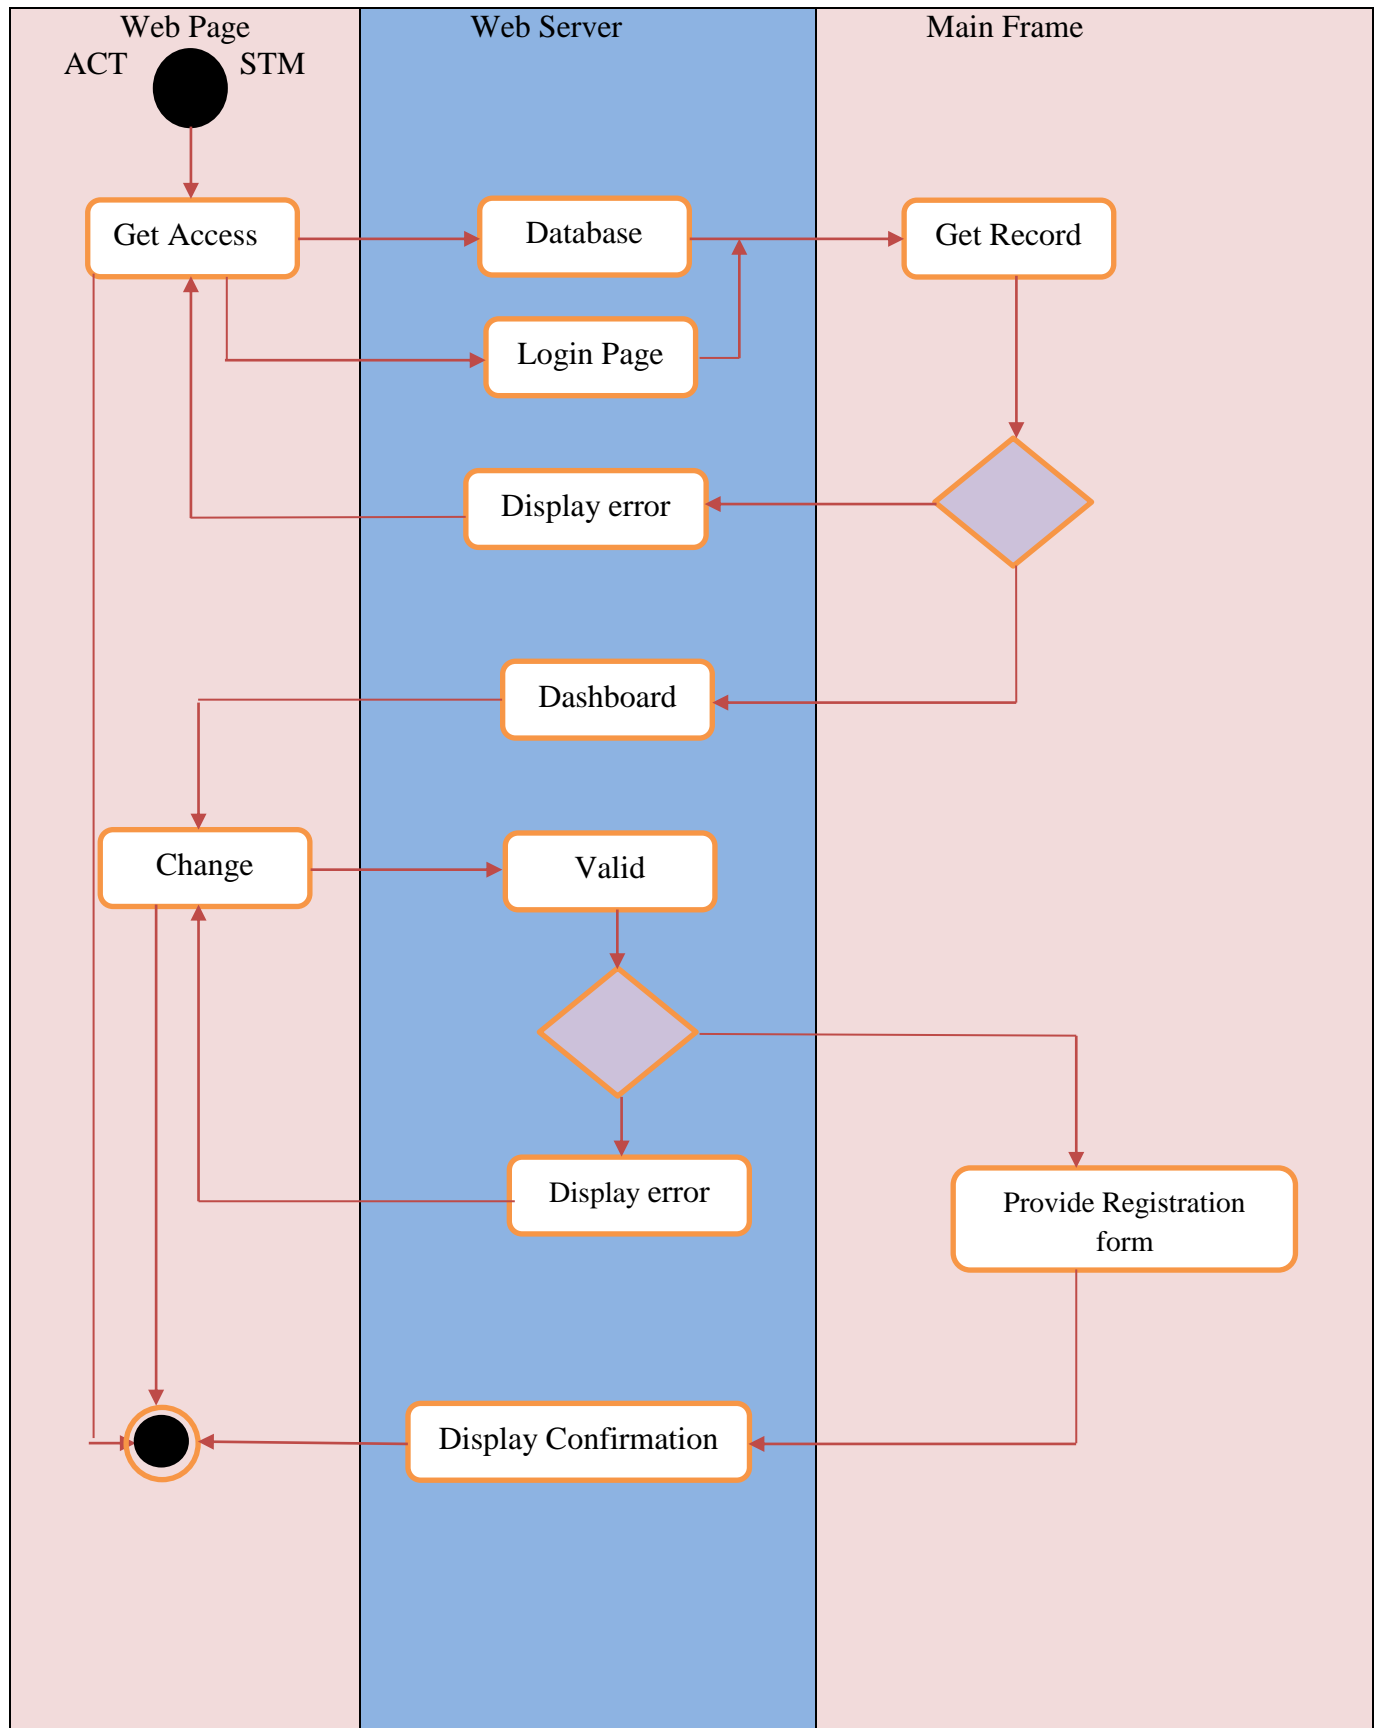 Web Page
Web Server
Main Frame
ACT
STM
Get Access
Database
Get Record
Login Page
Display error
Dashboard
Change
Valid
Display error
Provide Registration
form
Display Confirmation